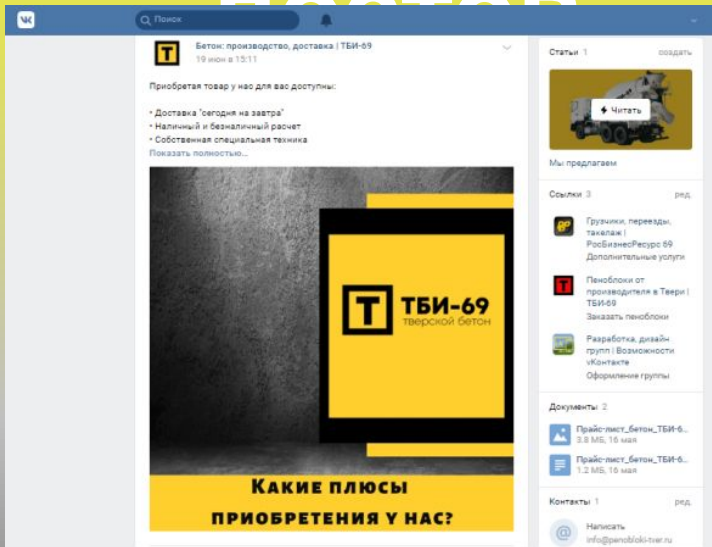 Поиск
Бетон: производство, доставка | ТБИ-69
19 июн в 15:11
Приобретая товар у нас для вас доступны:
• Доставка "сегодня на завтра"
• Наличный и безналичный расчет
• Собственная специальная техника
Показать полностью...
Т ТБИ-69
тверской бетон
КАКИЕ ПЛЮСЫ
ПРИОБРЕТЕНИЯ У НАС?
Статьи 1 создать
Читать
Мы предлагаем
Ссылки 3 ред.
Грузчики, переезды,
такелаж |
РосБизнесРесурс 69
Дополнительные услуги
Пеноблоки от
производителя в Твери |
ТБИ-69
Заказать пеноблоки
Разработка, дизайн
групп | Возможности
vКонтакте
Оформление группы
Документы 2
Прайс-лист_бетон_ТБИ-6...
3.8 МБ, 16 мая
Прайс-лист_бетон_ТБИ-6...
1.2 МБ, 16 мая
Контакты 1 ред.
Написать
info@penobloki-tver.ru